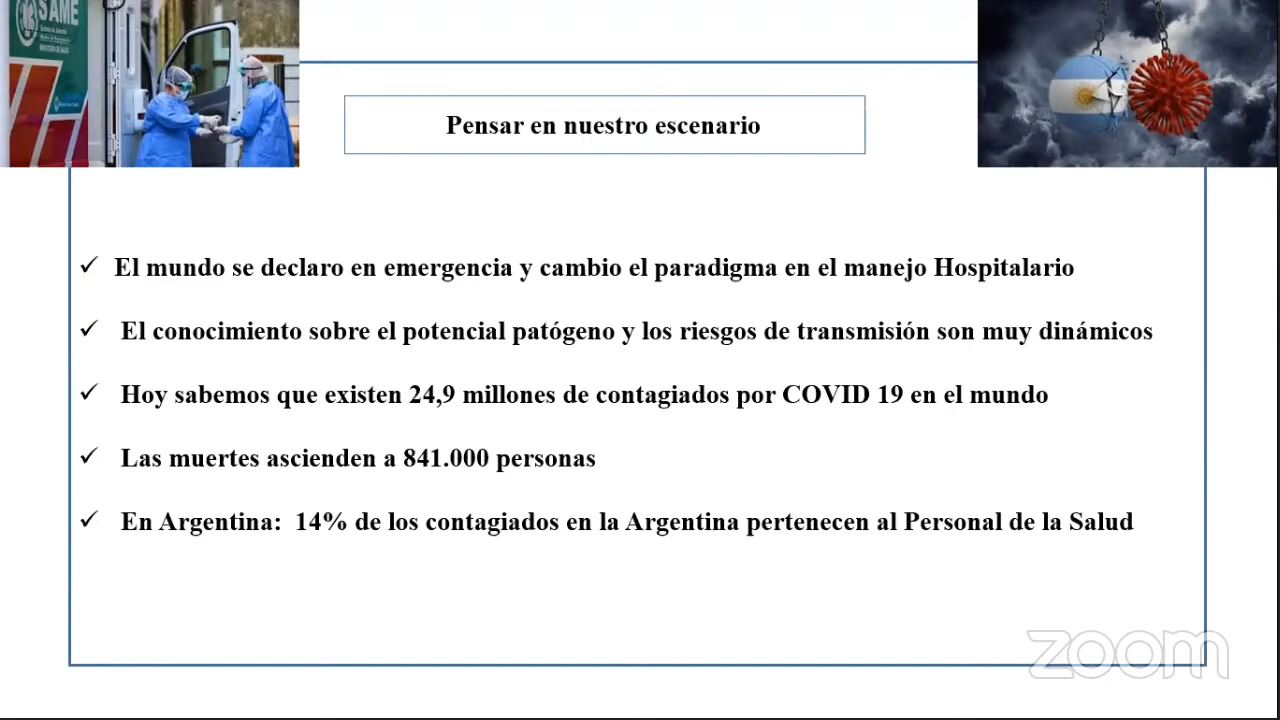 SAME
Pensar en nuestro escenario
El mundo se declaro en emergencia y cambio el paradigma en el manejo Hospitalario
El conocimiento sobre el potencial patógeno y los riesgos de transmisión son muy dinámicos
Hoy sabemos que existen 24,9 millones de contagiados por COVID 19 en el mundo
Las muertes ascienden a 841.000 personas
En Argentina: 14% de los contagiados en la Argentina pertenecen al Personal de la Salud
zoom